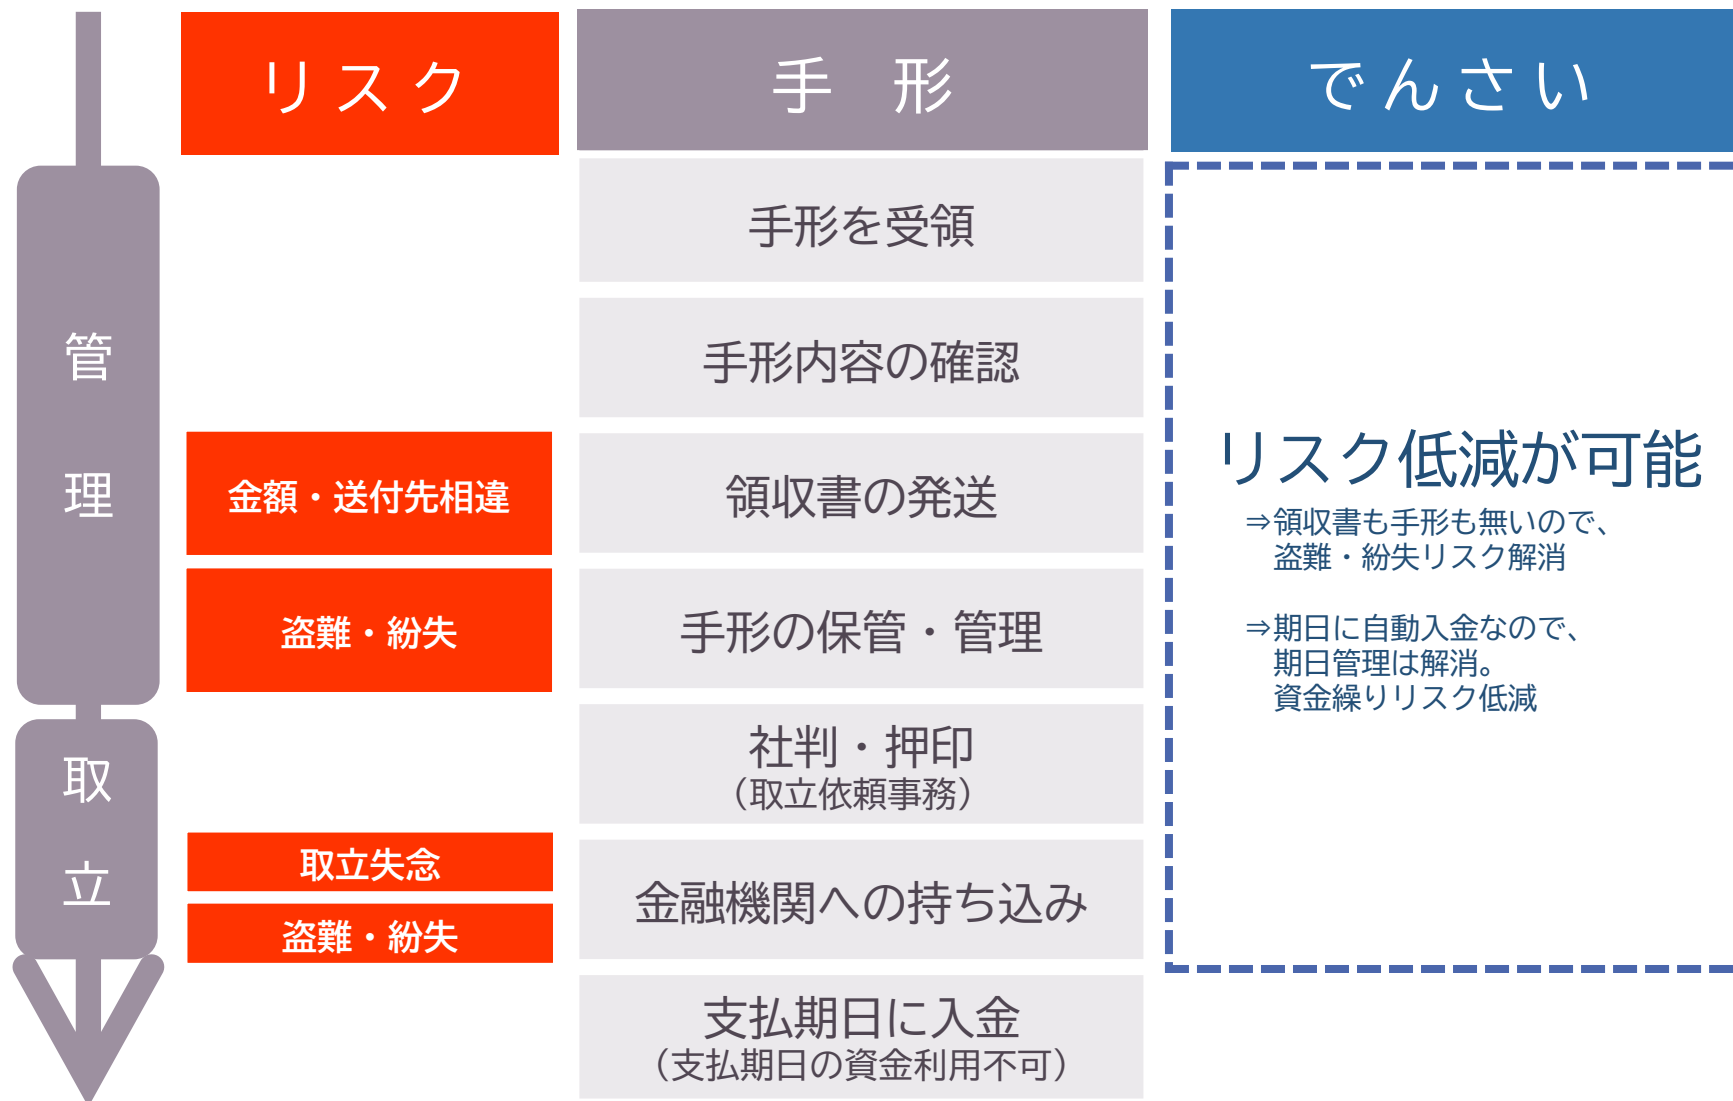 リスク
手 形
でんさい
管理
取立
手形を受領
手形内容の確認
金額・送付先相違
領収書の発送
盗難・紛失
手形の保管・管理
社判・押印
（取立依頼事務）
取立失念
盗難・紛失
金融機関への持ち込み
支払期日に入金
（支払期日の資金利用不可）
リスク低減が可能
⇒領収書も手形も無いので、
盗難・紛失リスク解消
⇒期日に自動入金なので、
期日管理は解消。
資金繰りリスク低減